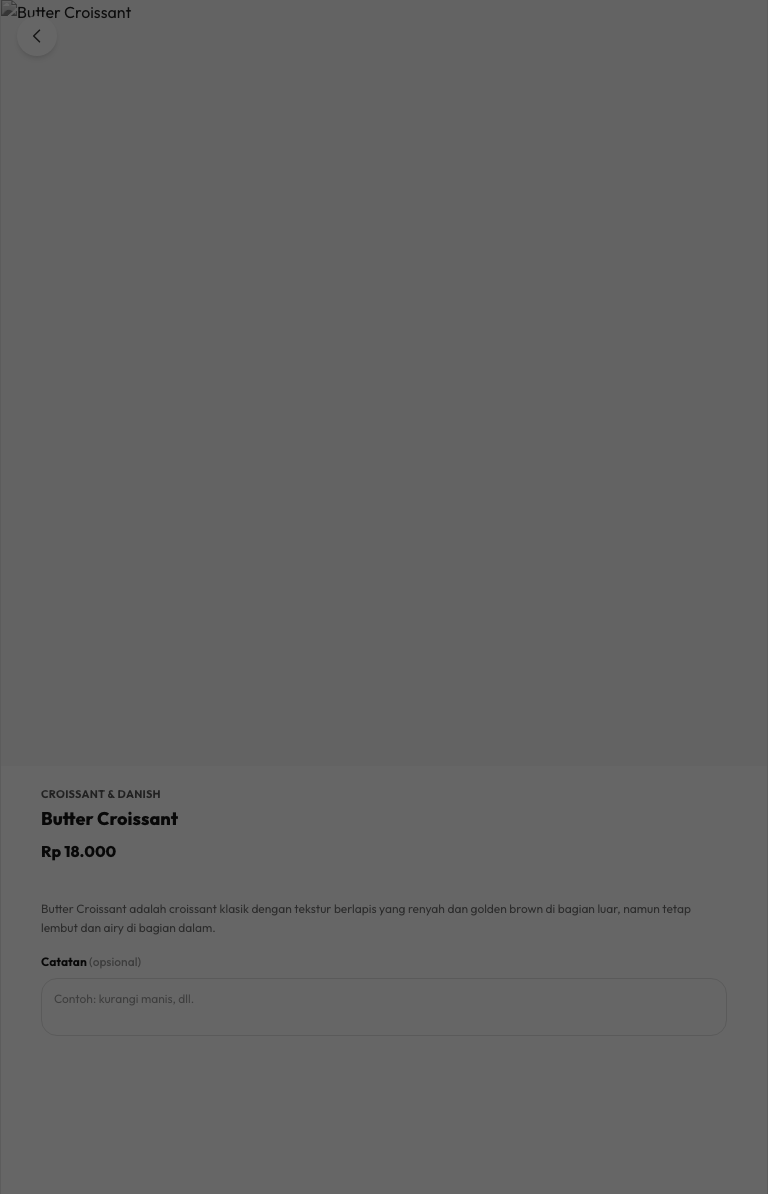 Butter Croissant
CROISSANT & DANISH
Butter Croissant
Rp 18.000
Butter Croissant adalah croissant klasik dengan tekstur berlapis yang renyah dan golden brown di bagian luar, namun tetap
lembut dan airy di bagian dalam.
Catatan (opsional)
Contoh: kurangi manis, dll.